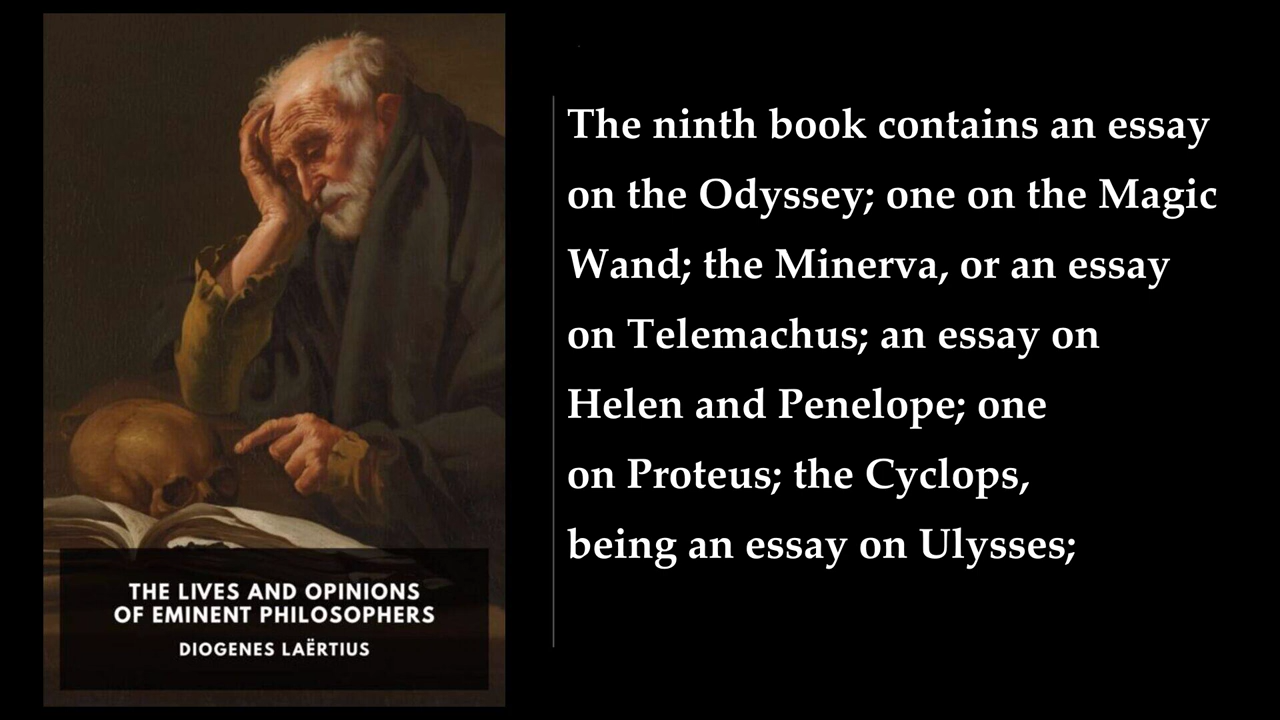 The ninth book contains an essay
on the Odyssey; one on the Magic
Wand; the Minerva, or an essay
on Telemachus; an essay on
Helen and Penelope; one
on Proteus; the Cyclops,
being an essay on Ulysses;
THE LIVES AND OPINIONS
OF EMINENT PHILOSOPHERS
DIOGENES LAËRTIUS